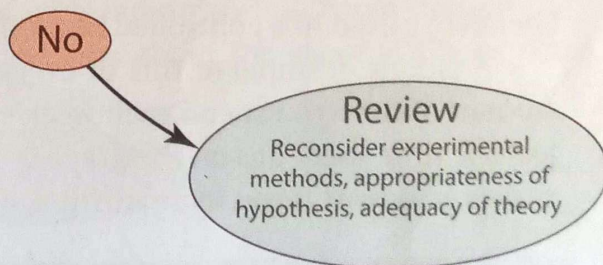 No
Review
Reconsider experimental
methods, appropriateness of
hypothesis, adequacy of theory